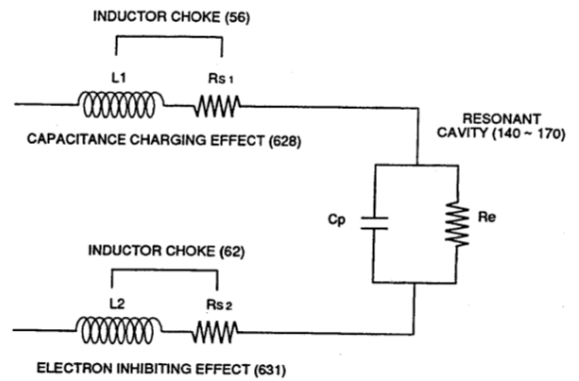 INDUCTOR CHOKE (56)
L1
Rs1
CAPACITANCE CHARGING EFFECT (628)
RESONANT
CAVITY (140 ~ 170)
Cp
Re
INDUCTOR CHOKE (62)
L2
Rs2
ELECTRON INHIBITING EFFECT (631)